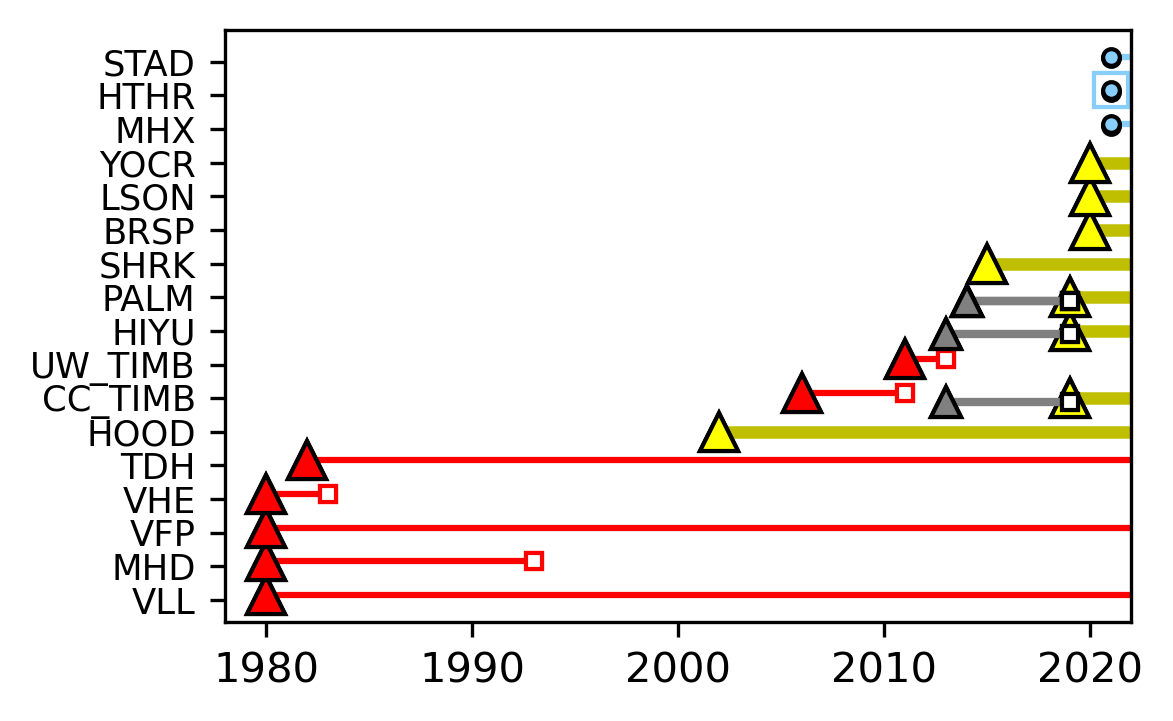 STAD
HTHR
MHX
YOCR
LSON
BRSP
SHRK
PALM
HIYU
UW_TIMB
CC_TIMB
HOOD
TDH
VHE
VFP
MHD
VLL
1980 1990 2000 2010 2020